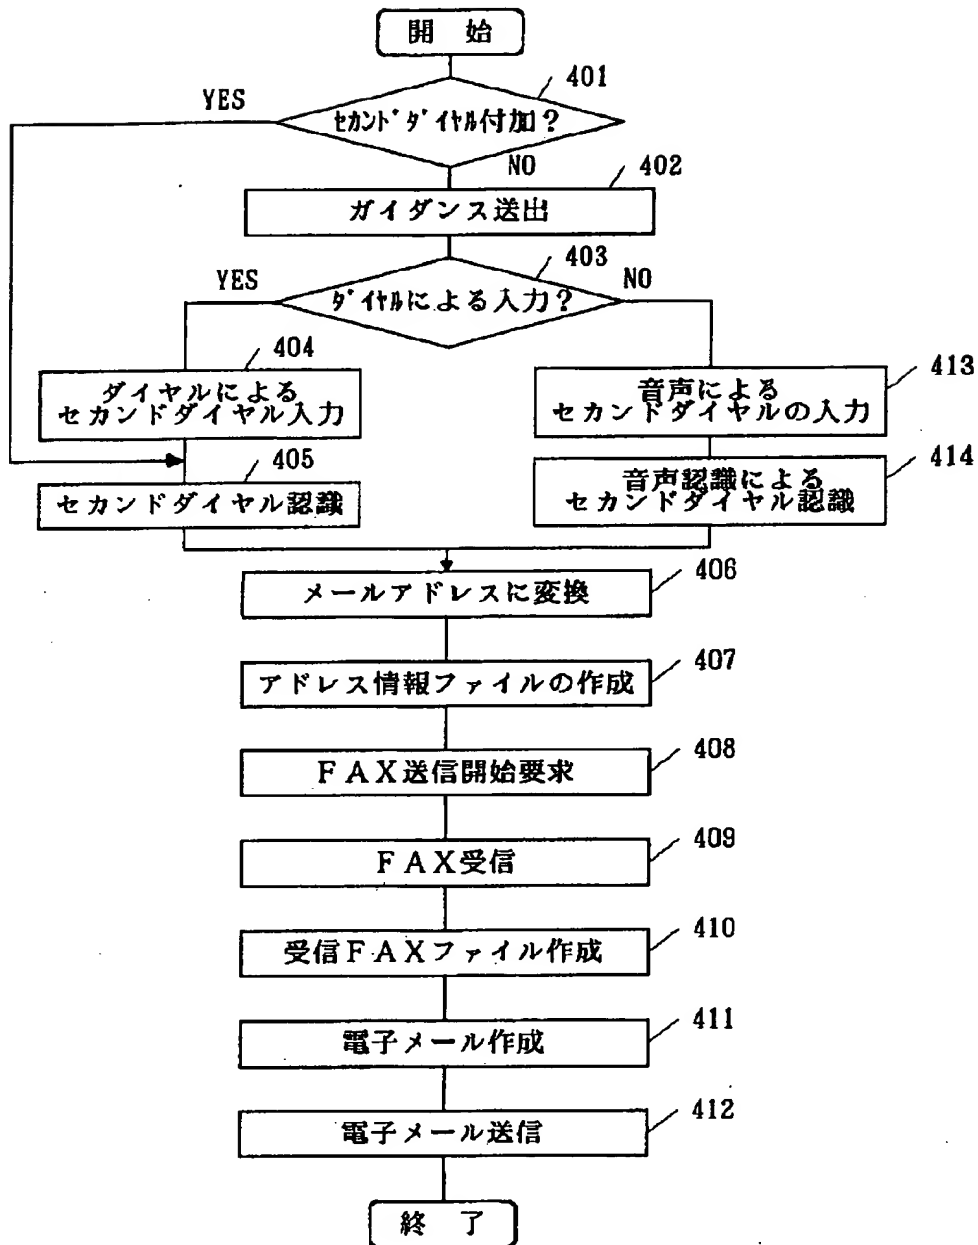 開 始
401
YES
セカンドダイヤル付加?
NO
402
ガイダンス送出
403
YES
NO
ダイヤルによる入力?
404
ダイヤルによる
セカンドダイヤル入力
413
音声による
セカンドダイヤルの入力
405
セカンドダイヤル認識
414
音声認識による
セカンドダイヤル認識
406
メールアドレスに変換
407
アドレス情報ファイルの作成
408
FAX送信開始要求
409
FAX受信
410
受信FAXファイル作成
411
電子メール作成
412
電子メール送信
終 了